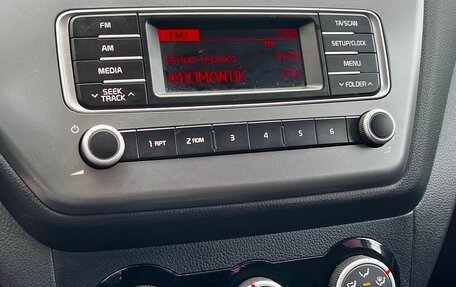 FM
AM
MEDIA
SEEK
TRACK
FM2
ROMANTIK
TA/SCAN
SETUP/CLOCK
MENU
FOLDER
1 RPT 2 RDM 3 4 5 6